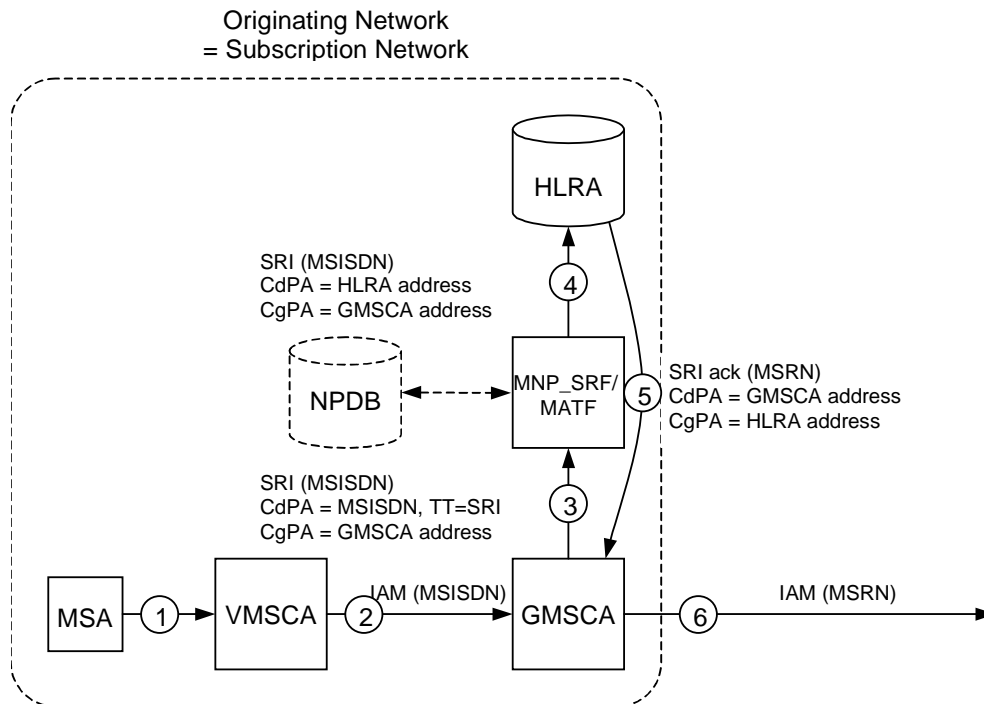 Originating Network
= Subscription Network
HLRA
SRI (MSISDN)
CdPA = HLRA address
CgPA = GMSCA address
4
NPDB
MNP_SRF/
MATF
5
SRI ack (MSRN)
CdPA = GMSCA address
CgPA = HLRA address
SRI (MSISDN)
CdPA = MSISDN, TT=SRI
CgPA = GMSCA address
3
MSA
1
VMSCA
2
IAM (MSISDN)
GMSCA
6
IAM (MSRN)